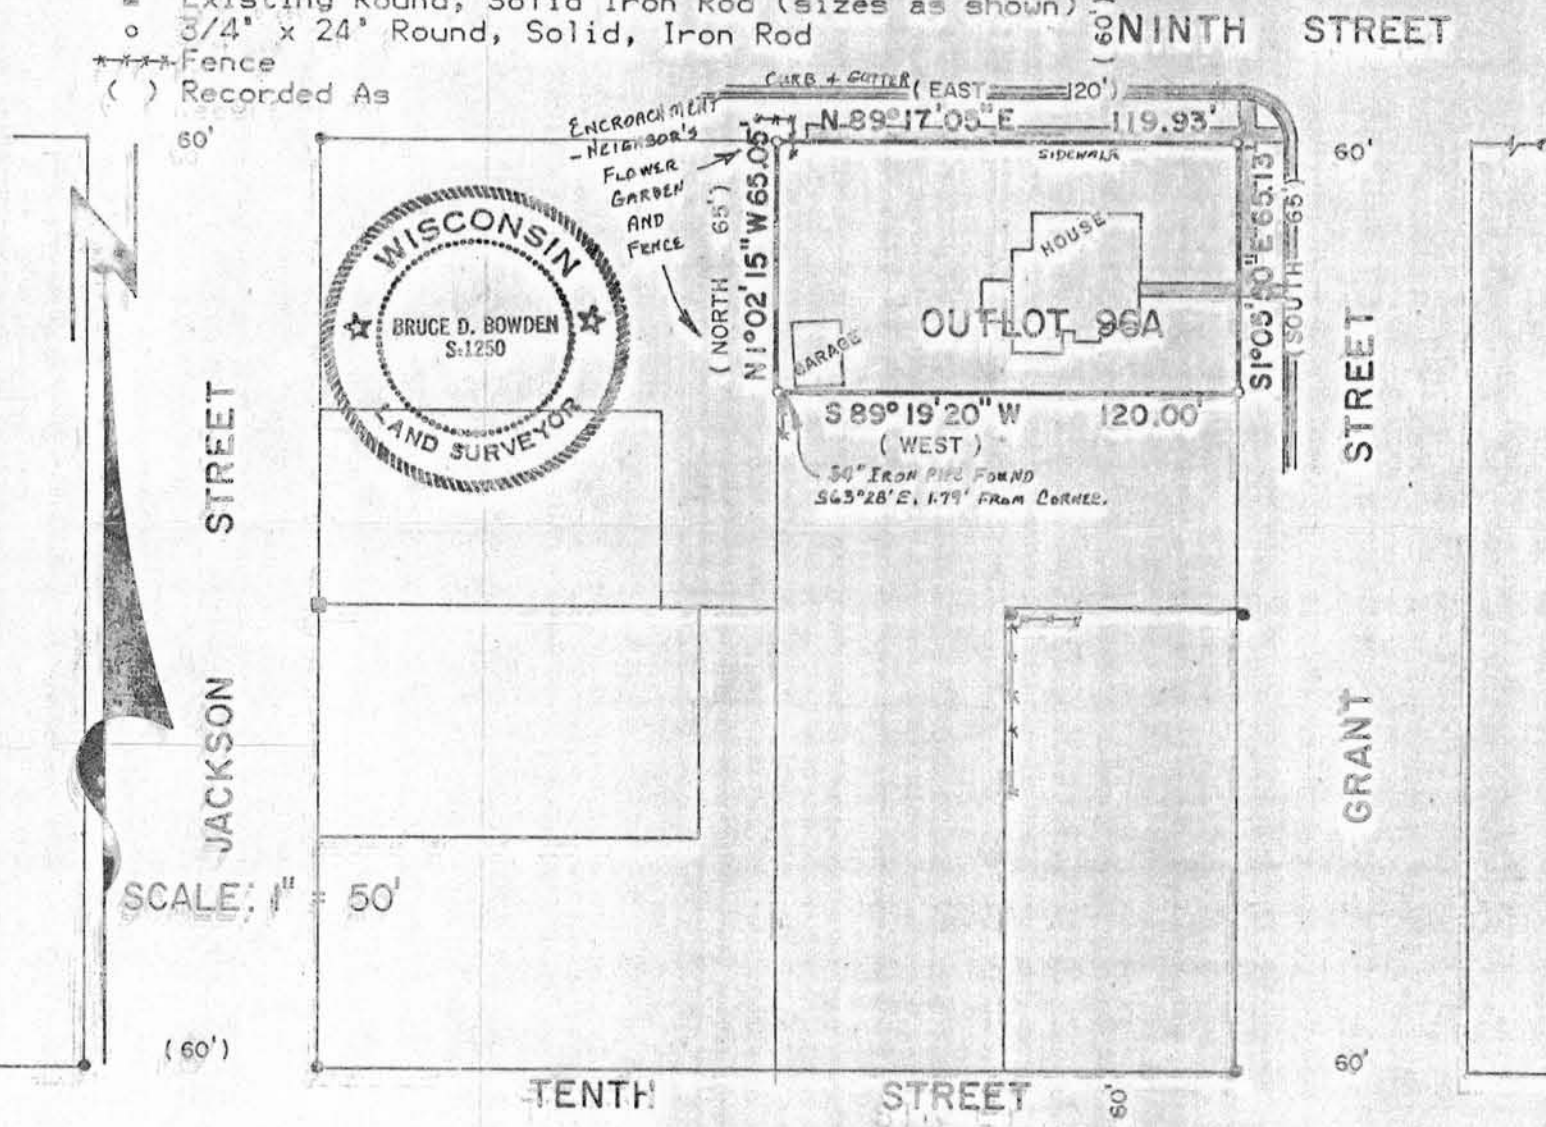 Existing Round, Solid Iron Rod (sizes as shown)
o 3/4" x 24" Round, Solid, Iron Rod
Fence
( ) Recorded As
(60')
NINTH STREET
CURB & GUTTER
(EAST 120')
N 89°17'05" E 119.93'
SIDEWALK
ENCROACHMENT
- NEIGHBOR'S
FLOWER
GARDEN
AND
FENCE
60'
60'
WISCONSIN
BRUCE D. BOWDEN
S-1250
LAND SURVEYOR
(NORTH 65')
N 1°02'15" W 65.05'
HOUSE
GARAGE
OUTLOT 96A
S 1°05'50" E 65.13'
(SOUTH 65')
S 89°19'20" W 120.00'
(WEST)
3/4" IRON PIPE FOUND
S63°28'E, 1.79' FROM CORNER.
JACKSON STREET
GRANT STREET
SCALE: 1" = 50'
(60')
60'
TENTH STREET
60'